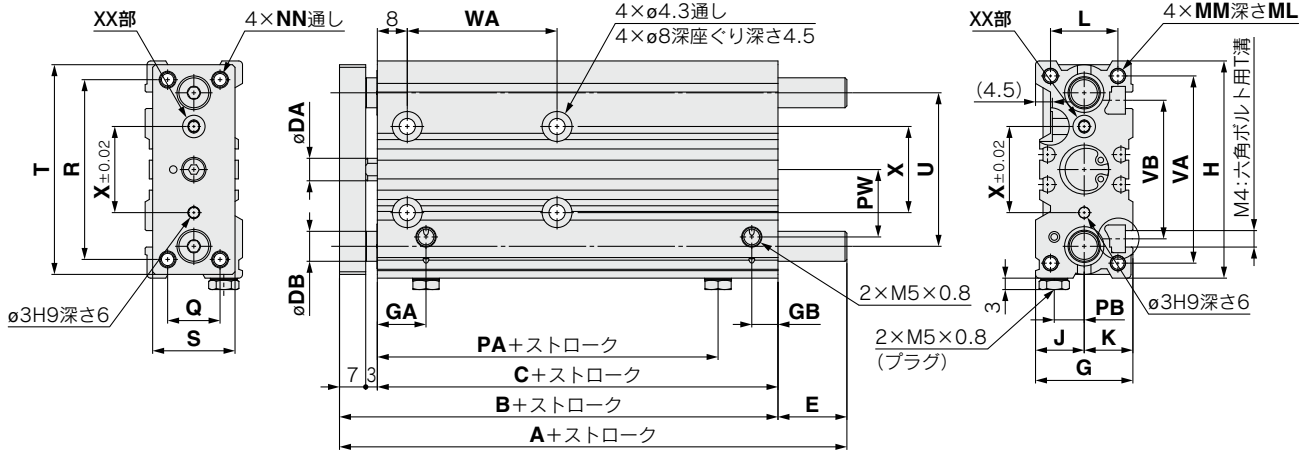 XX部
4×NN通し
T
R
X±0.02
ø3H9深さ6
Q
S
8
WA
4×ø4.3通し
4×ø8深座ぐり深さ4.5
øDA
øDB
PW
X
U
2×M5×0.8
GA
GB
PA＋ストローク
7
3
C＋ストローク
B＋ストローク
E
A＋ストローク
XX部
L
4×MM深さML
(4.5)
X±0.02
VB
VA
H
M4:六角ボルト用T溝
3
2×M5×0.8
(プラグ)
PB
ø3H9深さ6
J
K
G